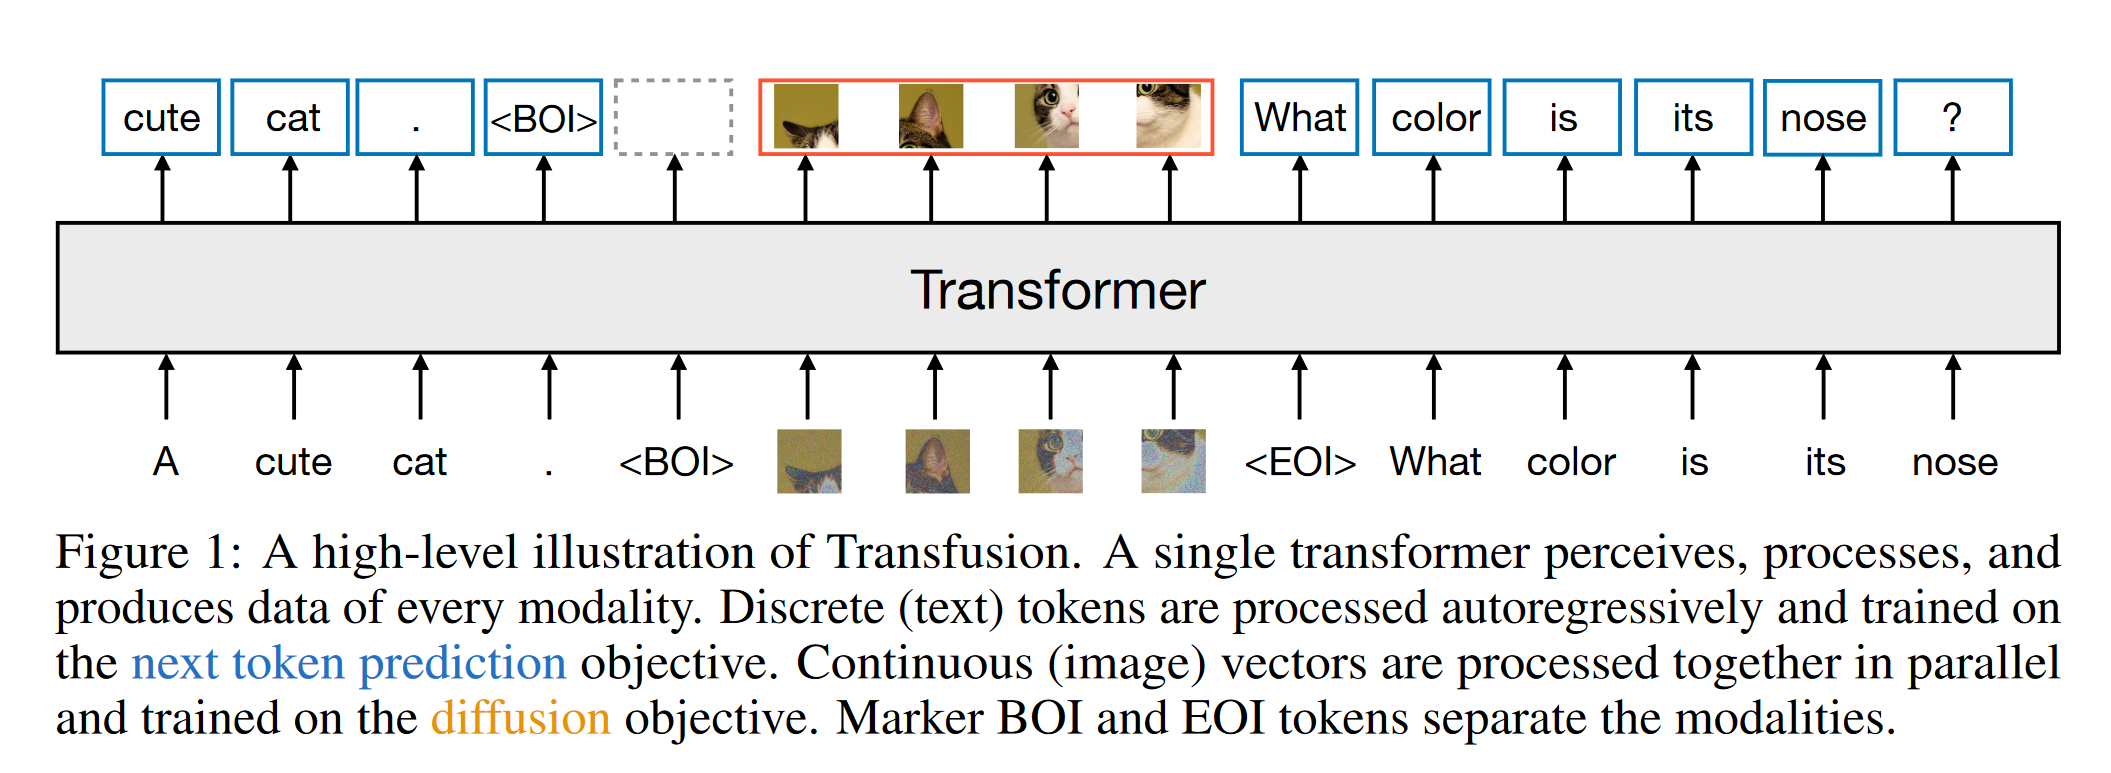 cute cat . <BOI> What color is its nose ?
Transformer
A cute cat . <BOI> <EOI> What color is its nose
Figure 1: A high-level illustration of Transfusion. A single transformer perceives, processes, and
produces data of every modality. Discrete (text) tokens are processed autoregressively and trained on
the next token prediction objective. Continuous (image) vectors are processed together in parallel
and trained on the diffusion objective. Marker BOI and EOI tokens separate the modalities.